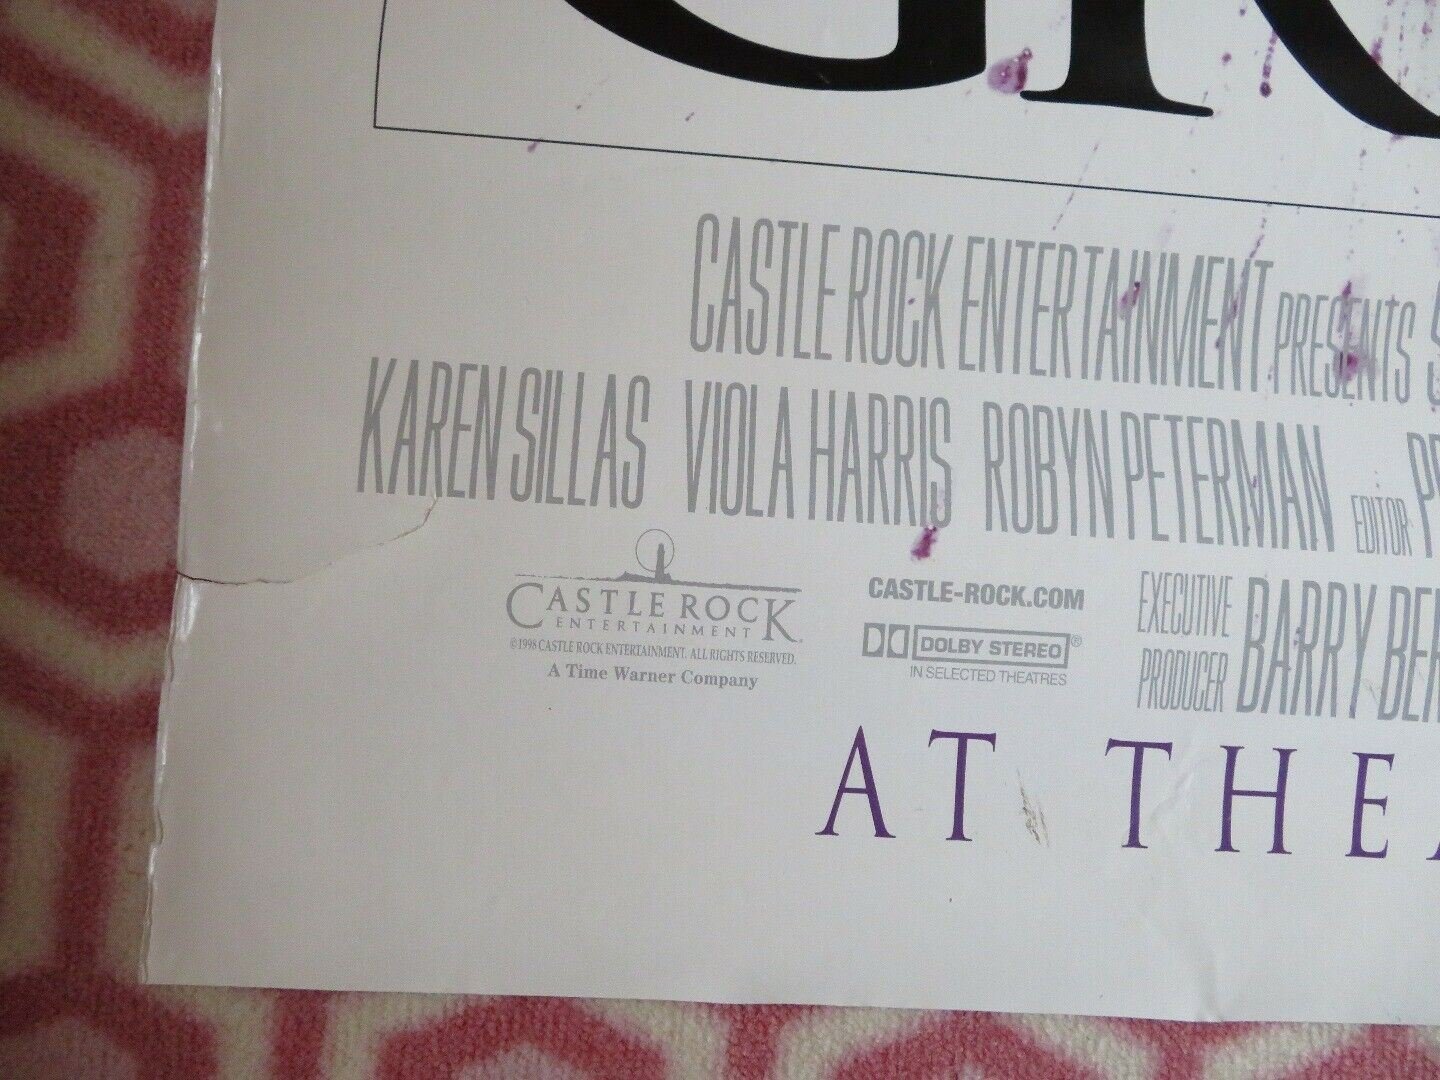 CASTLE ROCK ENTERTAINMENT PRESENTS
KAREN SILLAS VIOLA HARRIS ROBYN PETERMAN EDITOR
CASTLE ROCK
ENTERTAINMENT
©1998 CASTLE ROCK ENTERTAINMENT. ALL RIGHTS RESERVED.
A Time Warner Company
CASTLE-ROCK.COM
DOLBY STEREO®
IN SELECTED THEATRES
EXECUTIVE PRODUCER BARRY
AT THE